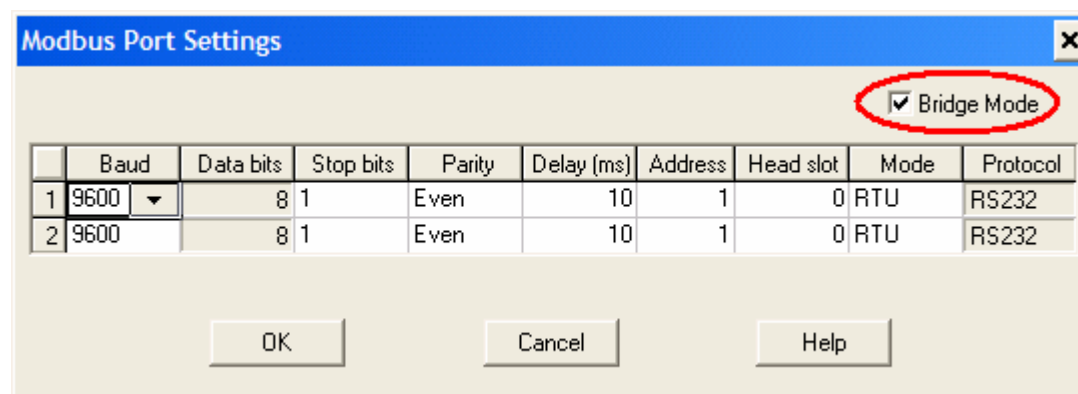 Modbus Port Settings
Bridge Mode
Baud Data bits Stop bits Parity Delay (ms) Address Head slot Mode Protocol
1 9600 8 1 Even 10 1 0 RTU RS232
2 9600 8 1 Even 10 1 0 RTU RS232
OK Cancel Help